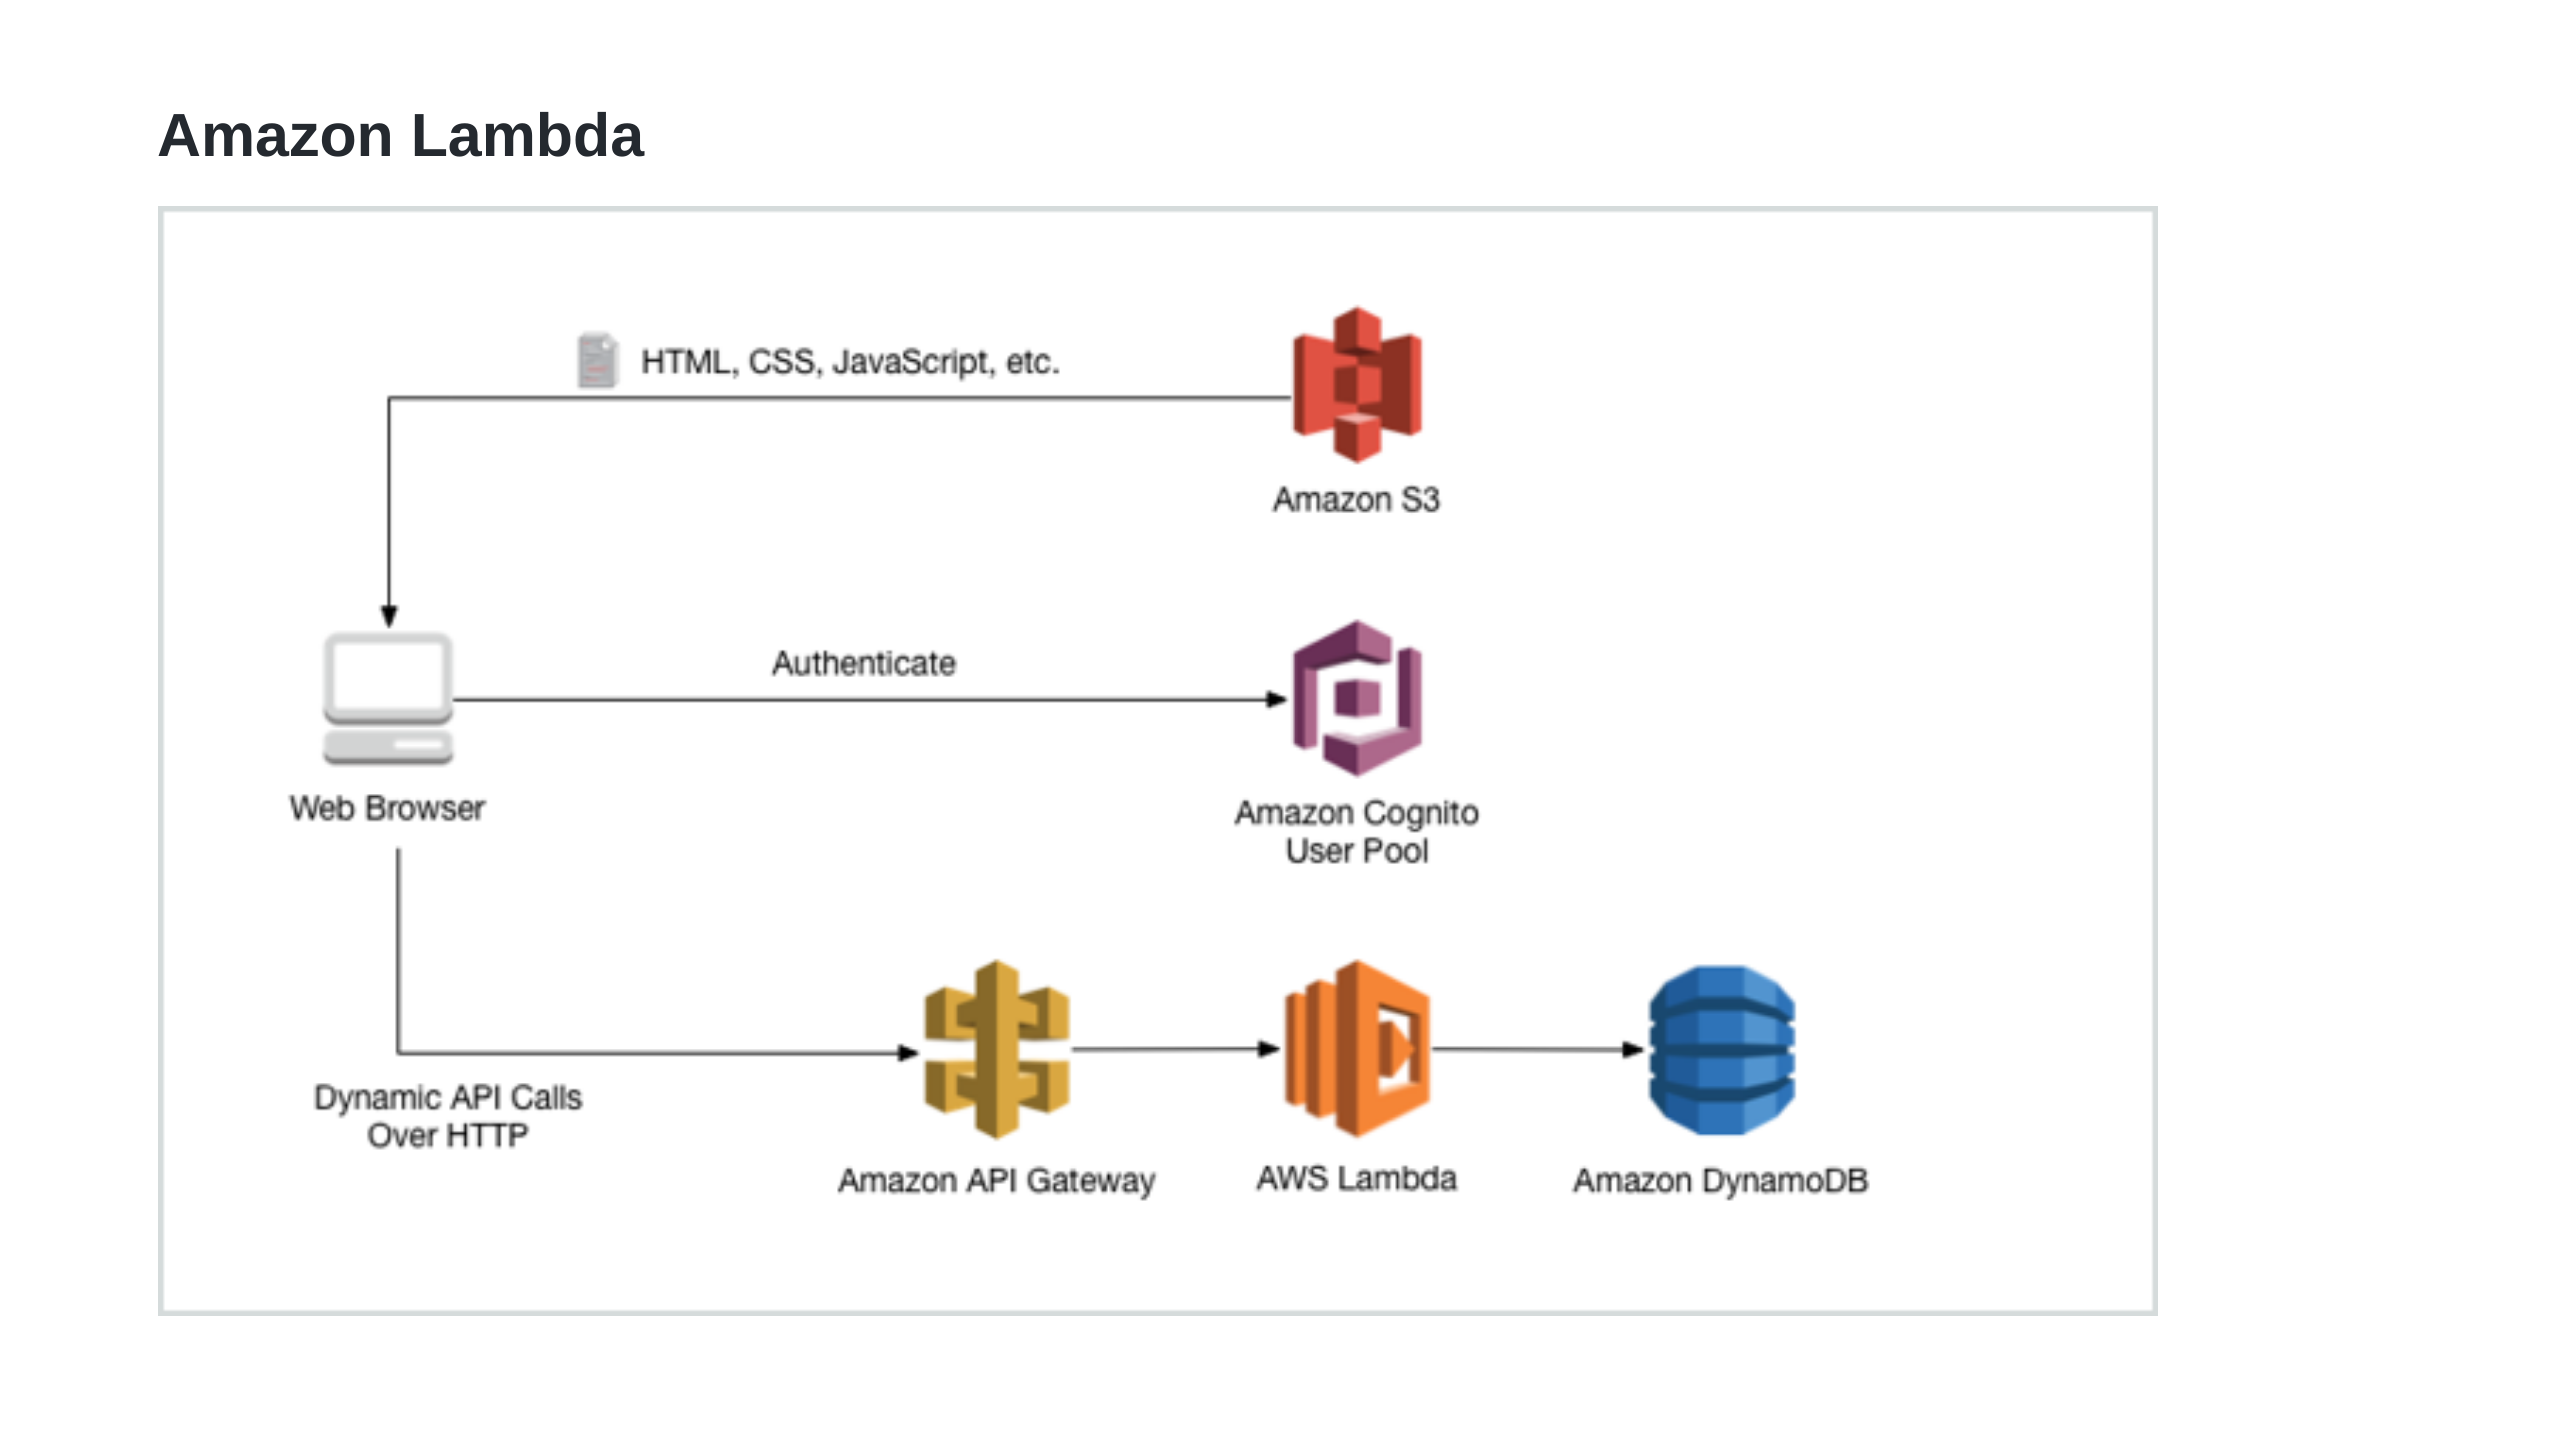 Amazon Lambda
HTML, CSS, JavaScript, etc.
Amazon S3
Authenticate
Web Browser
Amazon Cognito
User Pool
Dynamic API Calls
Over HTTP
Amazon API Gateway
AWS Lambda
Amazon DynamoDB